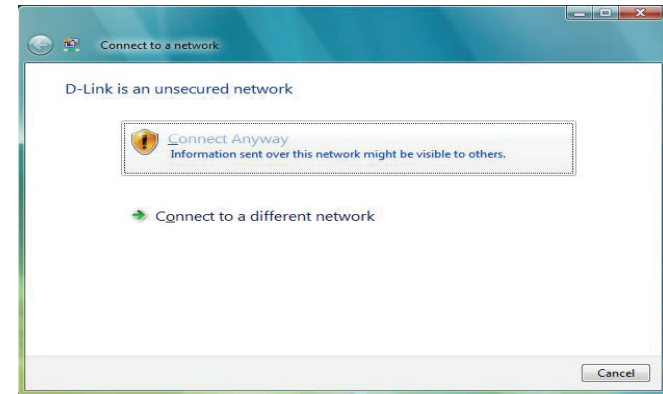 Connect to a network
D-Link is an unsecured network
Connect Anyway
Information sent over this network might be visible to others.
Connect to a different network
Cancel